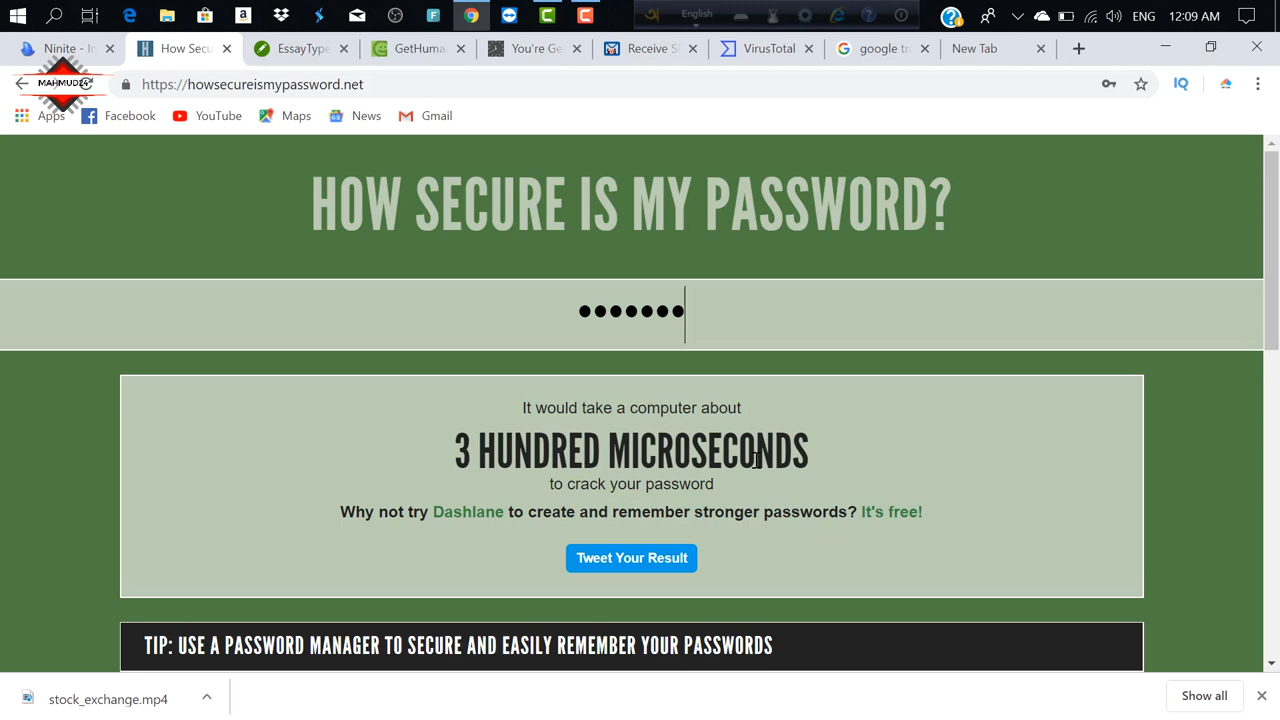 English
ENG
12:09 AM
Ninite - I
How Secu
EssayType
GetHuma
You're Ge
Receive S
VirusTotal
google tr
New Tab
MAHMUD24
https://howsecureismypassword.net
IQ
Apps
Facebook
YouTube
Maps
News
Gmail
HOW SECURE IS MY PASSWORD?
•••••••
It would take a computer about
3 HUNDRED MICROSECONDS
to crack your password
Why not try Dashlane to create and remember stronger passwords? It's free!
Tweet Your Result
TIP: USE A PASSWORD MANAGER TO SECURE AND EASILY REMEMBER YOUR PASSWORDS
stock_exchange.mp4
Show all